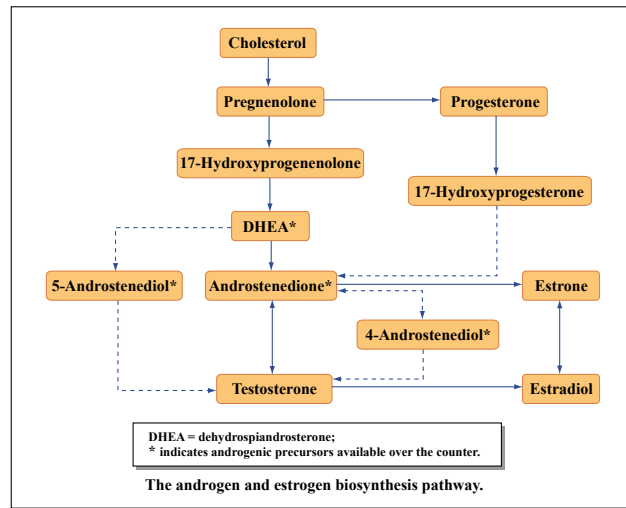 Cholesterol
Pregnenolone
Progesterone
17-Hydroxyprogenenolone
17-Hydroxyprogesterone
DHEA*
5-Androstenediol*
Androstenedione*
Estrone
4-Androstenediol*
Testosterone
Estradiol
DHEA = dehydrospiandrosterone;
* indicates androgenic precursors available over the counter.
The androgen and estrogen biosynthesis pathway.